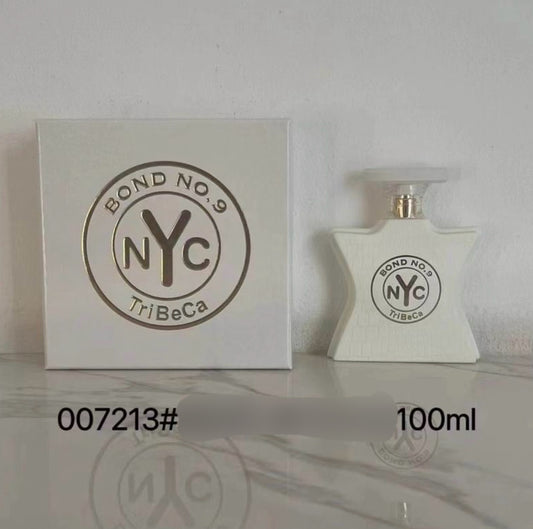 BOND NO.9
NYC
TriBeCa
BOND NO.9
NYC
TriBeCa
007213# 100ml